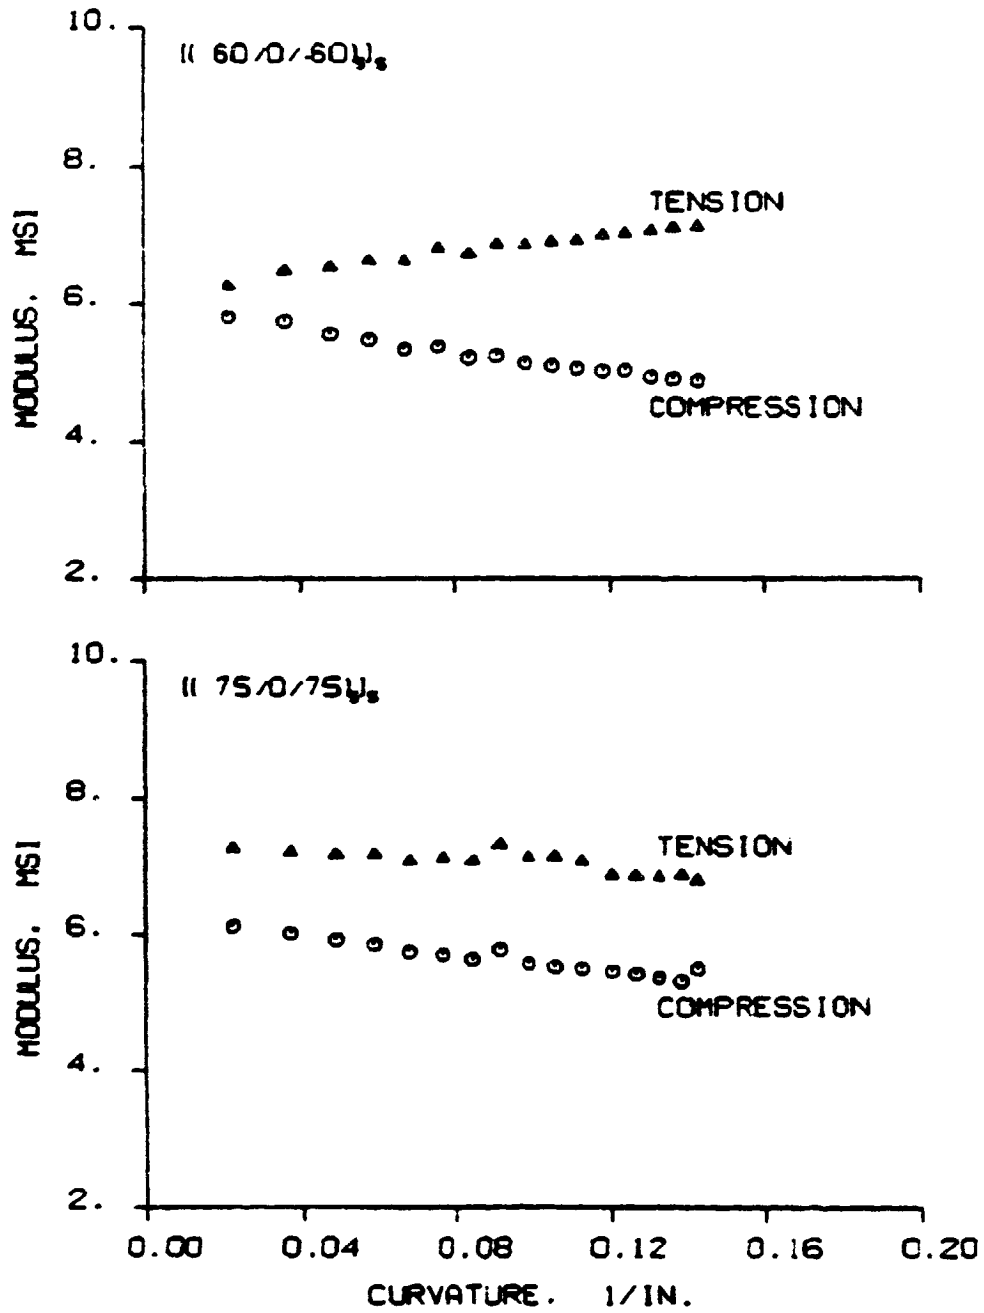 10.
(( 60/0/-60)s)s
8.
TENSION
6.
COMPRESSION
4.
2.
MODULUS. MSI
10.
(( 75/0/75)s)s
8.
TENSION
6.
COMPRESSION
4.
2.
MODULUS. MSI
0.00 0.04 0.08 0.12 0.16 0.20
CURVATURE. 1/IN.